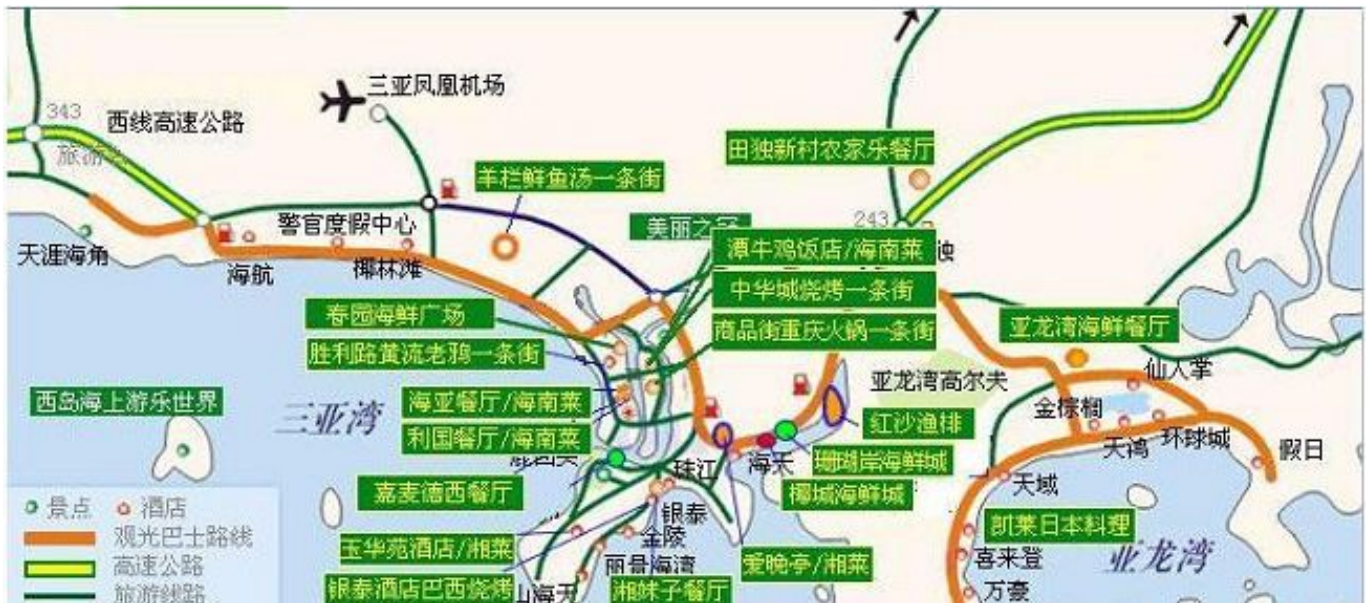 三亚凤凰机场
343
西线高速公路
旅游
田独新村农家乐餐厅
羊栏鲜鱼汤一条街
243
警官度假中心
美丽之冠
天涯海角
海航
椰林滩
潭牛鸡饭店/海南菜
中华城烧烤一条街
商品街重庆火锅一条街
春园海鲜广场
胜利路黄流老鸦一条街
亚龙湾海鲜餐厅
仙人掌
亚龙湾高尔夫
西岛海上游乐世界
三亚湾
海亚餐厅/海南菜
利国餐厅/海南菜
金棕榈
红沙渔排
天鸿
环球城
假日
珠江
海天
珊瑚岸海鲜城
嘉麦德西餐厅
椰城海鲜城
天域
景点
酒店
观光巴士路线
高速公路
旅游线路
银泰
金陵
凯莱日本料理
玉华苑酒店/湘菜
丽景海湾
爱晚亭/湘菜
喜来登
亚龙湾
银泰酒店巴西烧烤
山海天
湘妹子餐厅
万豪